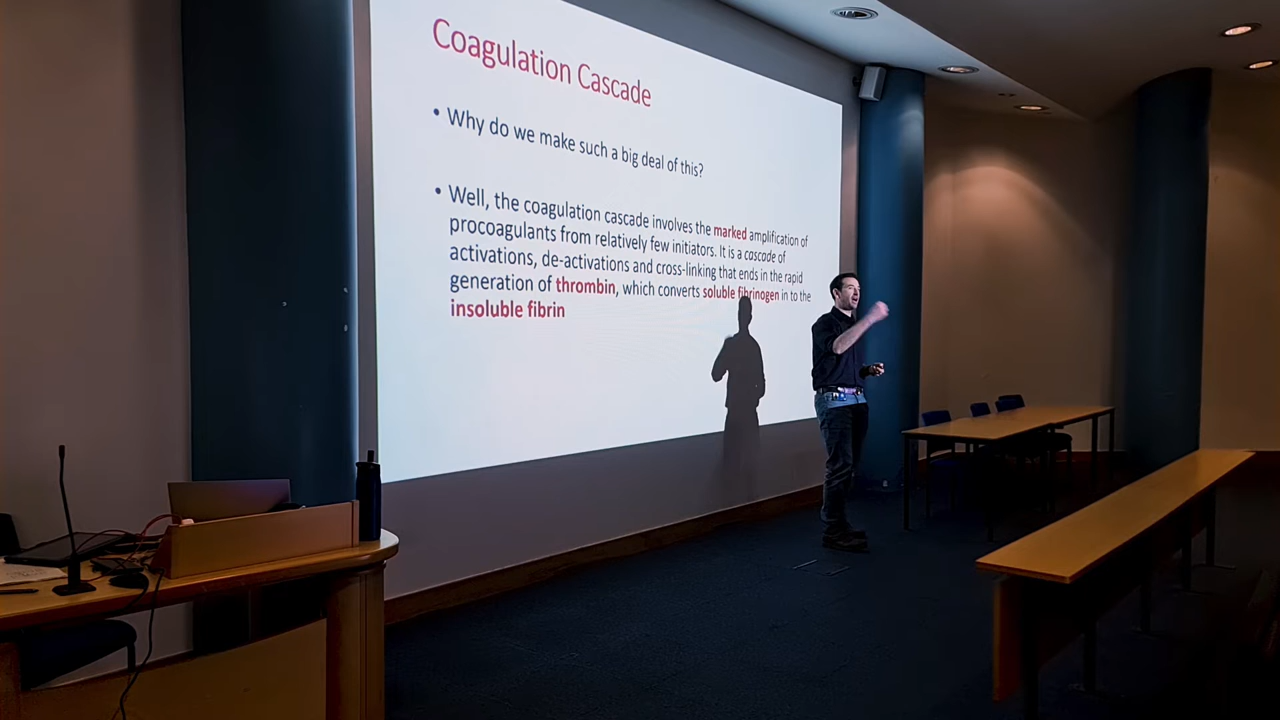 Coagulation Cascade
• Why do we make such a big deal of this?
• Well, the coagulation cascade involves the marked amplification of
procoagulants from relatively few initiators. It is a cascade of
activations, de-activations and cross-linking that ends in the rapid
generation of thrombin, which converts soluble fibrinogen in to the
insoluble fibrin